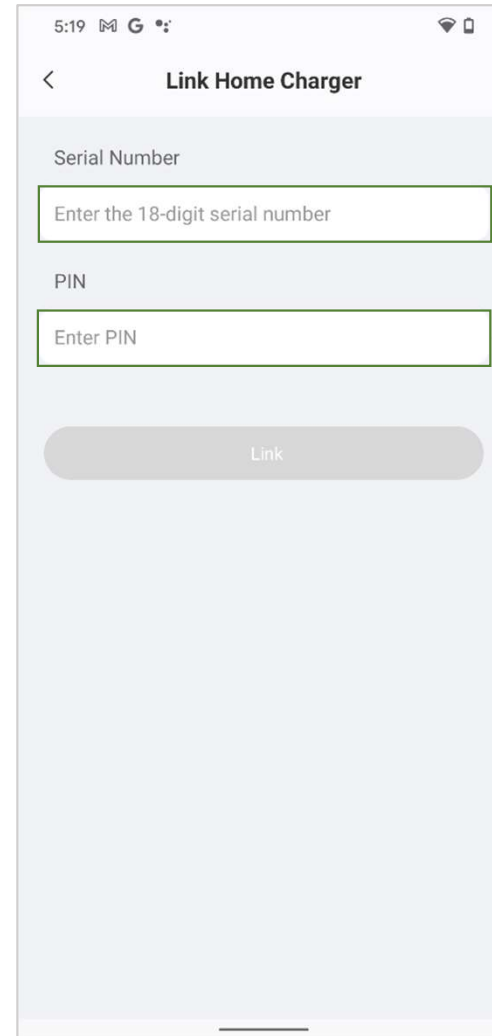 5:19 M G
Link Home Charger
Serial Number
Enter the 18-digit serial number
PIN
Enter PIN
Link